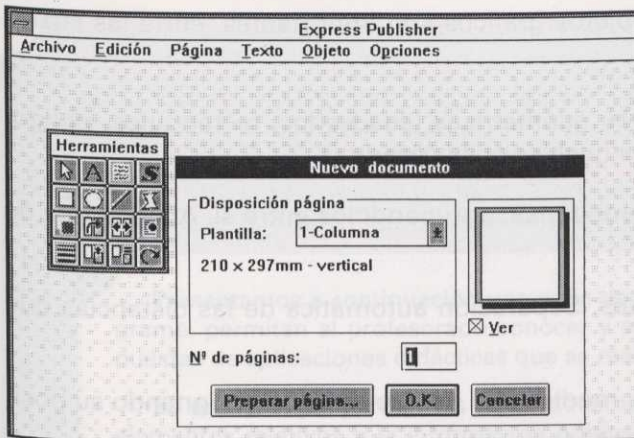 Express Publisher
Archivo Edición Página Texto Objeto Opciones
Herramientas
A
S
Nuevo documento
Disposición página
Plantilla: 1-Columna
210 x 297mm - vertical
Ver
Nº de páginas: 1
Preparar página... O.K. Cancelar